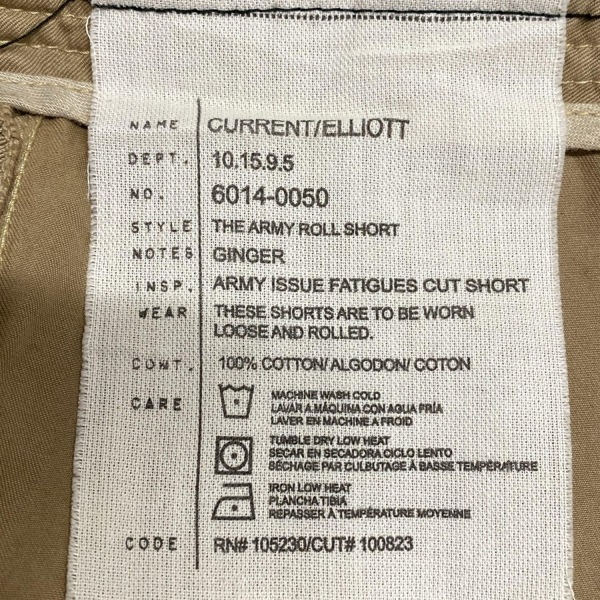 NAME CURRENT/ELLIOTT
DEPT. 10.15.9.5
NO. 6014-0050
STYLE THE ARMY ROLL SHORT
NOTES GINGER
INSP. ARMY ISSUE FATIGUES CUT SHORT
WEAR THESE SHORTS ARE TO BE WORN
LOOSE AND ROLLED.
CONT. 100% COTTON/ ALGODON/ COTON
CARE MACHINE WASH COLD
LAVAR A MÁQUINA CON AGUA FRÍA
LAVER EN MACHINE A FROID
TUMBLE DRY LOW HEAT
SECAR EN SECADORA CICLO LENTO
SÉCHAGE PAR CULBUTAGE À BASSE TEMPÉRATURE
IRON LOW HEAT
PLANCHA TIBIA
REPASSER À TEMPÉRATURE MOYENNE
CODE RN# 105230/CUT# 100823